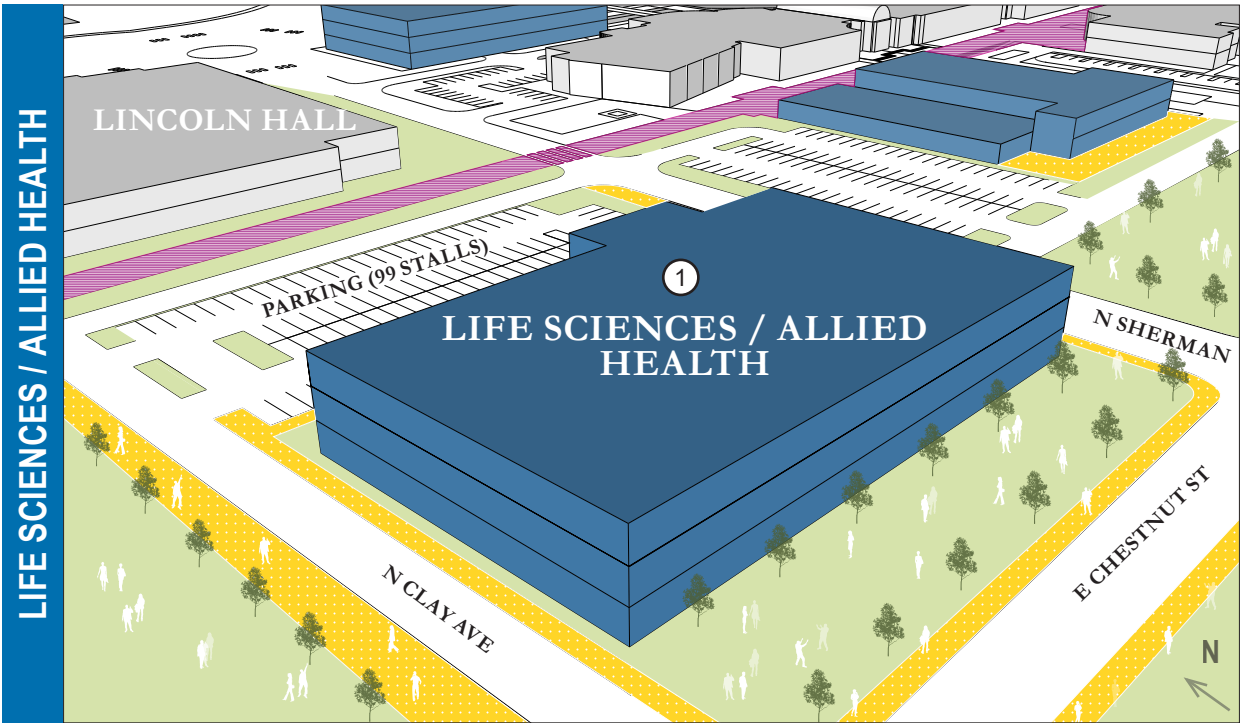 LIFE SCIENCES / ALLIED HEALTH
LINCOLN HALL
PARKING (99 STALLS)
1
LIFE SCIENCES / ALLIED
HEALTH
N SHERMAN
N CLAY AVE
E CHESTNUT ST
N